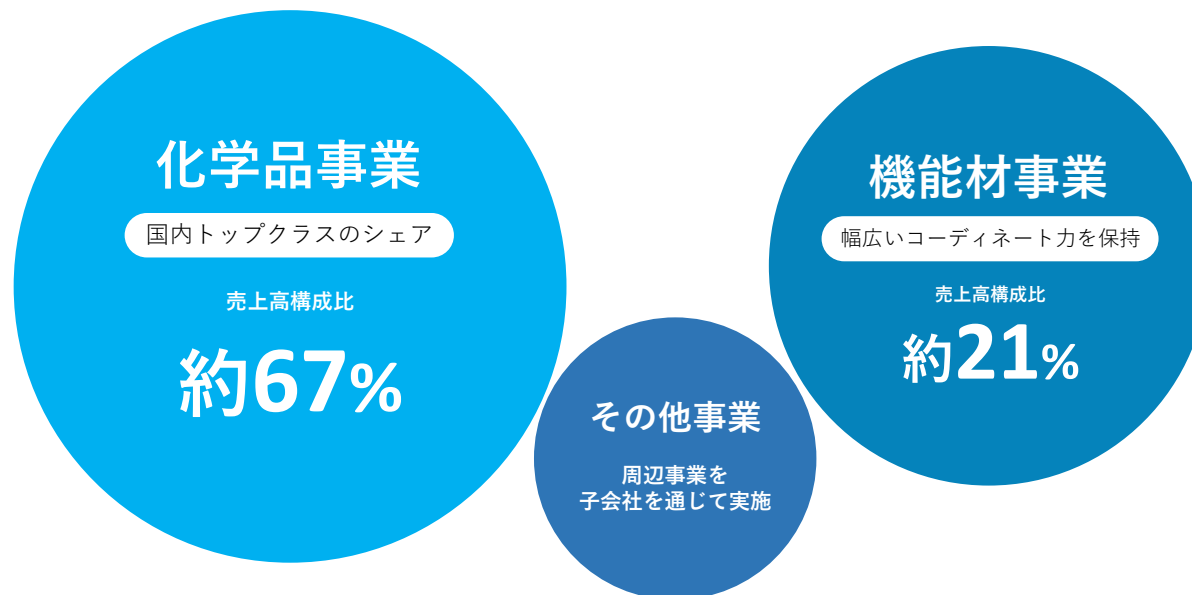 化学品事業
国内トップクラスのシェア
売上高構成比
約67%
機能材事業
幅広いコーディネート力を保持
売上高構成比
約21%
その他事業
周辺事業を
子会社を通じて実施